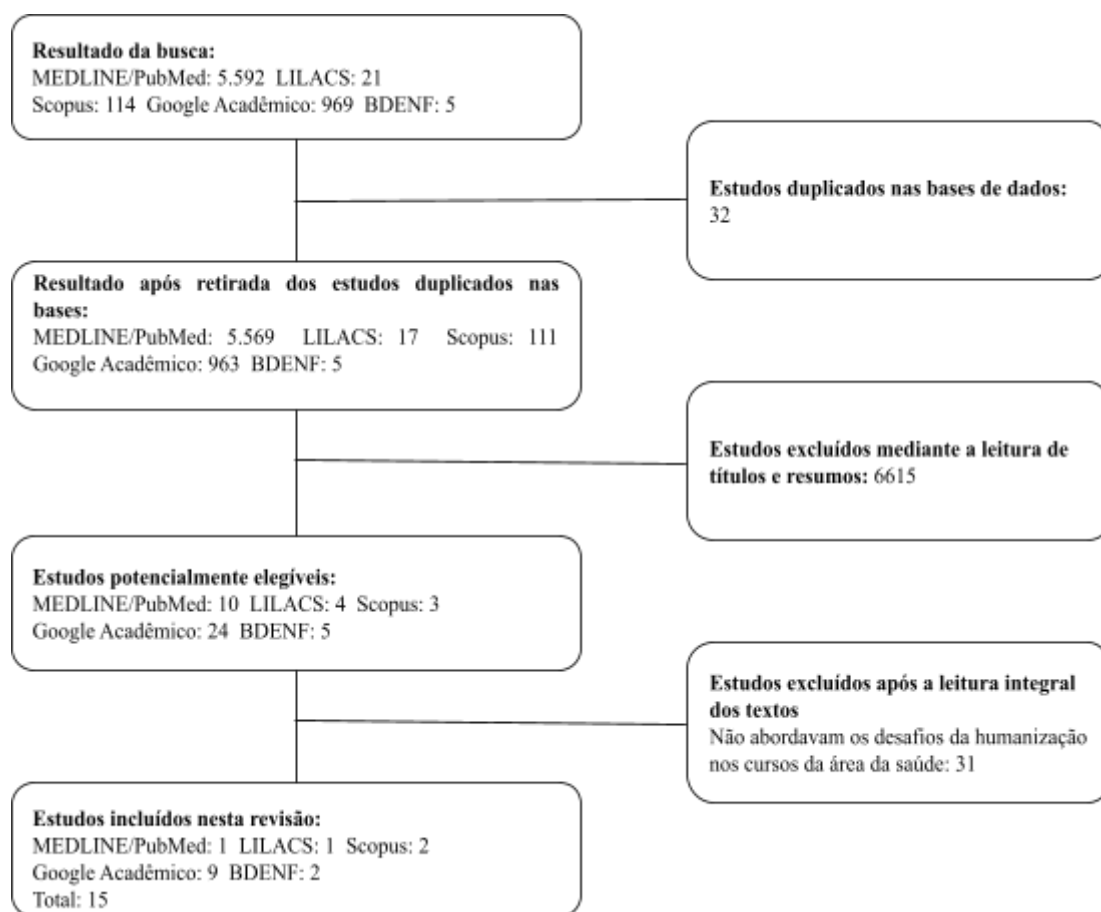 Resultado da busca:
MEDLINE/PubMed: 5.592 LILACS: 21
Scopus: 114 Google Acadêmico: 969 BDENF: 5
Estudos duplicados nas bases de dados:
32
Resultado após retirada dos estudos duplicados nas
bases:
MEDLINE/PubMed: 5.569 LILACS: 17 Scopus: 111
Google Acadêmico: 963 BDENF: 5
Estudos excluídos mediante a leitura de
títulos e resumos: 6615
Estudos potencialmente elegíveis:
MEDLINE/PubMed: 10 LILACS: 4 Scopus: 3
Google Acadêmico: 24 BDENF: 5
Estudos excluídos após a leitura integral
dos textos
Não abordavam os desafios da humanização
nos cursos da área da saúde: 31
Estudos incluídos nesta revisão:
MEDLINE/PubMed: 1 LILACS: 1 Scopus: 2
Google Acadêmico: 9 BDENF: 2
Total: 15